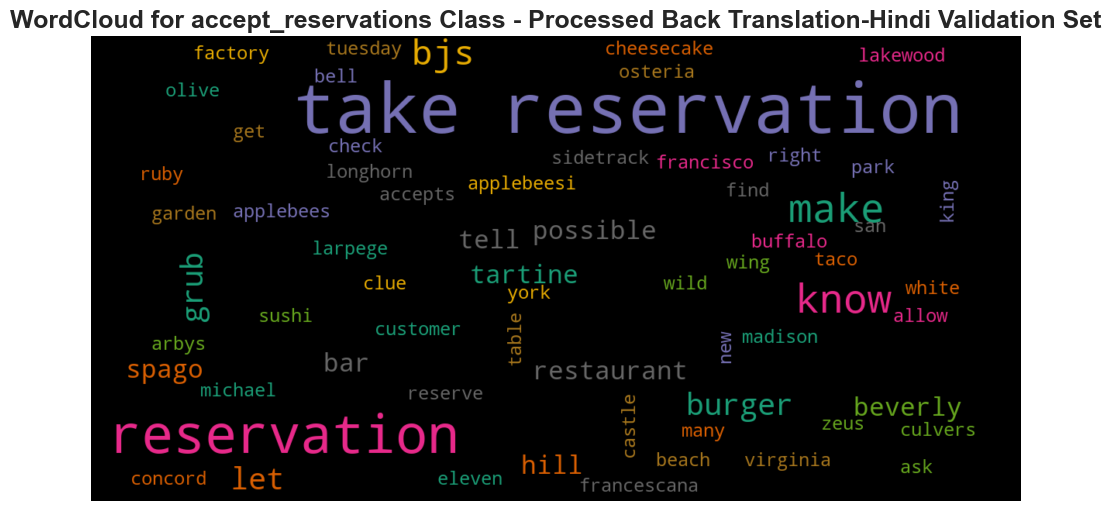 WordCloud for accept_reservations Class - Processed Back Translation-Hindi Validation Set
factory tuesday bjs cheesecake lakewood
bell osteria
olive take reservation
get
check sidetrack francisco right park
ruby longhorn applebeesi find king
accepts
garden applebees make
san
tell possible buffalo
larpege wing taco
grub clue tartine wild know white
york
sushi customer table new madison allow
arbys
spago bar restaurant
michael reserve castle burger beverly
zeus
reservation many culvers
hill beach virginia ask
concord let eleven francescana